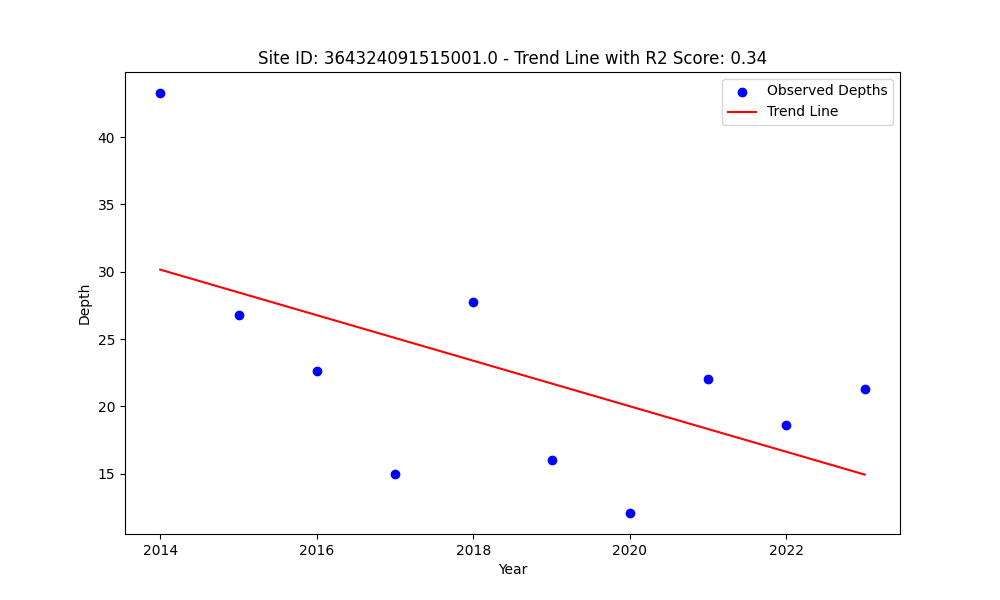 Site ID: 364324091515001.0 - Trend Line with R2 Score: 0.34
Observed Depths
Trend Line
40
35
30
25
20
15
Depth
2014
2016
2018
2020
2022
Year